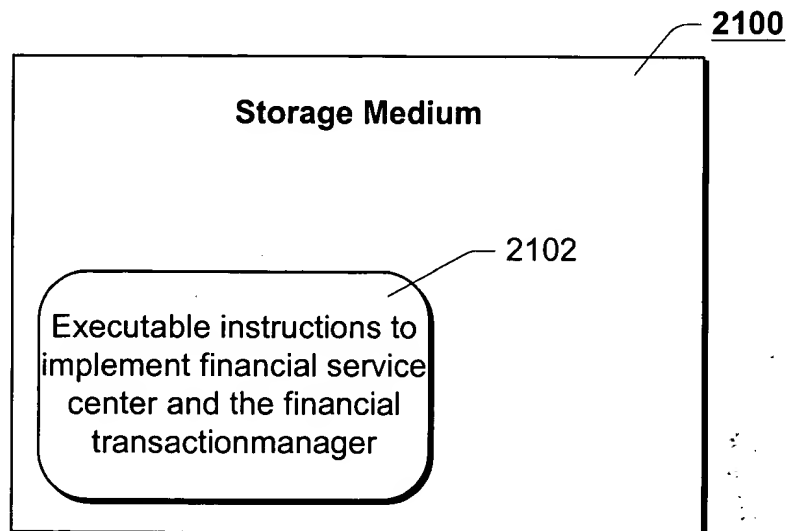 2100
Storage Medium
2102
Executable instructions to
implement financial service
center and the financial
transactionmanager